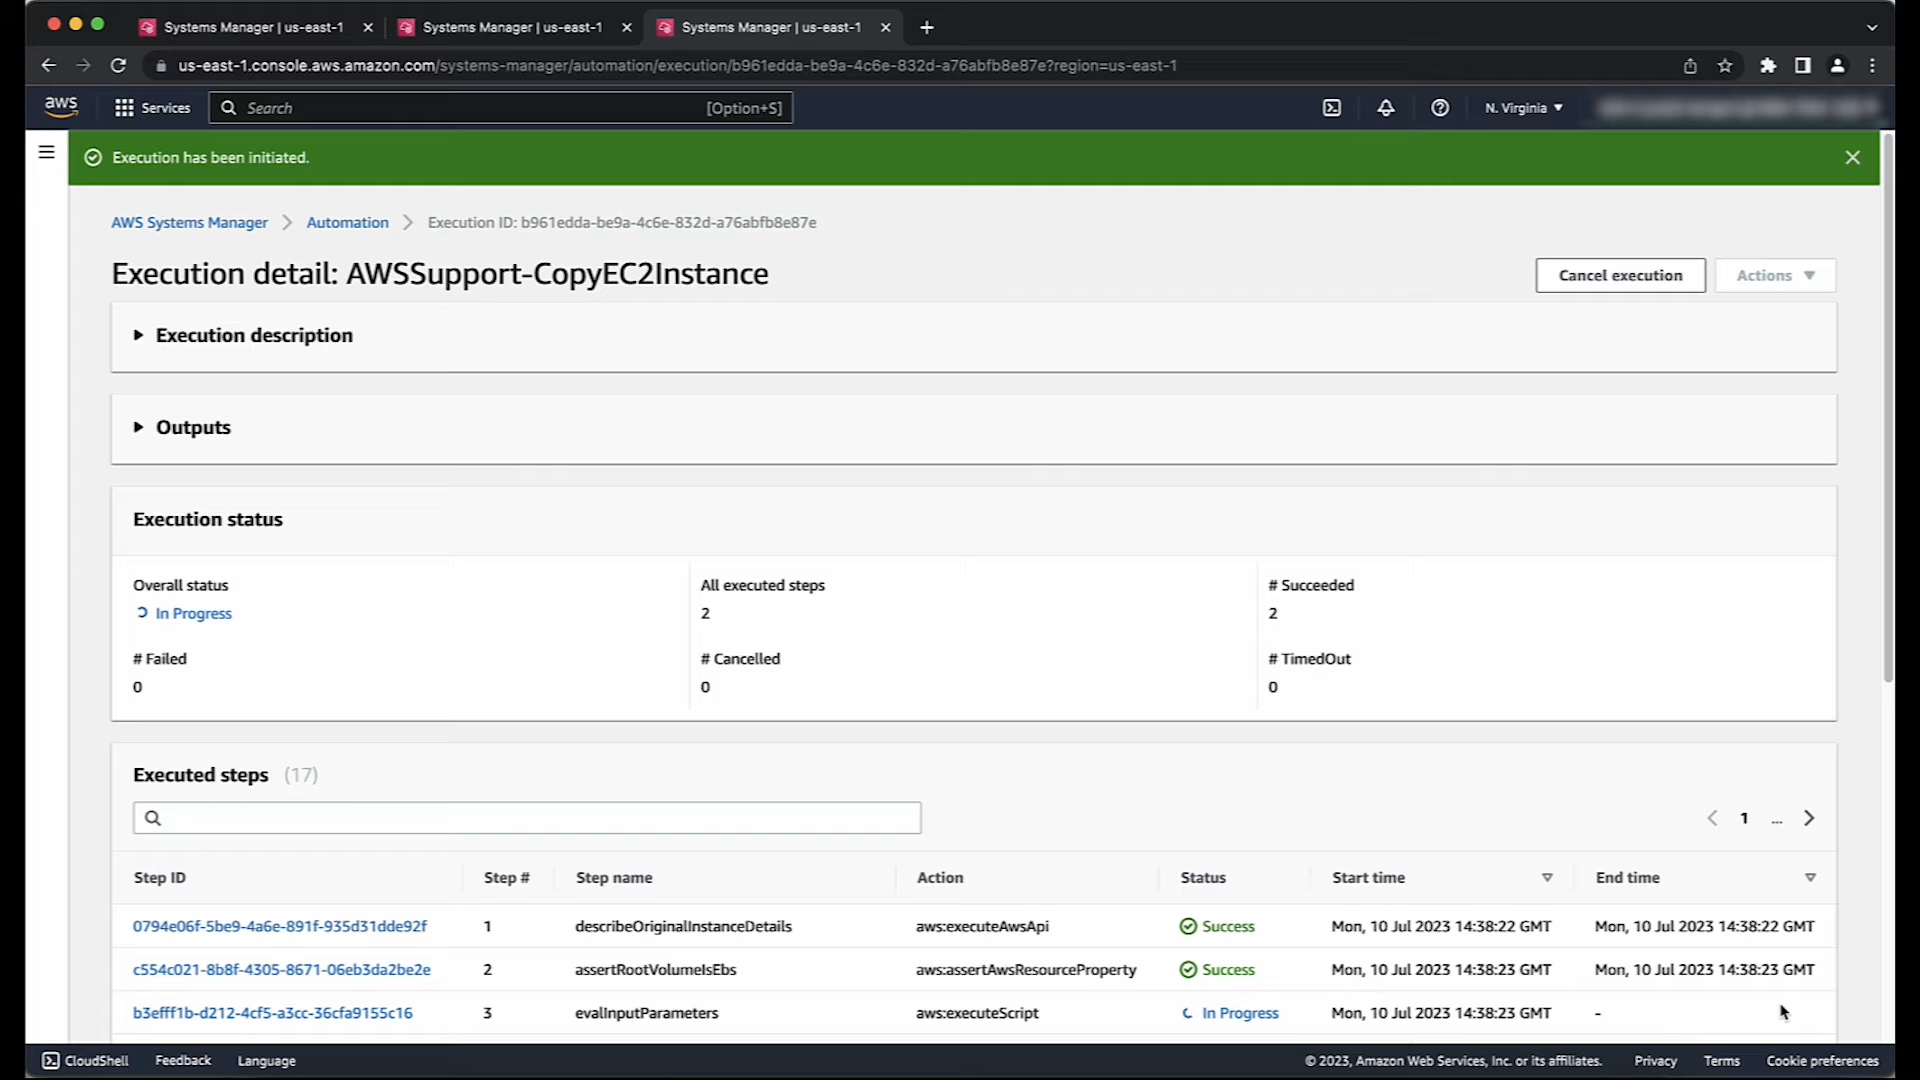 Systems Manager | us-east-1
Systems Manager | us-east-1
Systems Manager | us-east-1
us-east-1.console.aws.amazon.com/systems-manager/automation/execution/b961edda-be9a-4c6e-832d-a76abfb8e87e?region=us-east-1
aws
Services
Search
[Option+S]
N. Virginia
Execution has been initiated.
AWS Systems Manager
Automation
Execution ID: b961edda-be9a-4c6e-832d-a76abfb8e87e
Execution detail: AWSSupport-CopyEC2Instance
Cancel execution
Actions
Execution description
Outputs
Execution status
Overall status
In Progress
All executed steps
2
# Succeeded
2
# Failed
0
# Cancelled
0
# TimedOut
0
Executed steps (17)
1 ...
Step ID Step # Step name Action Status Start time End time
0794e06f-5be9-4a6e-891f-935d31dde92f 1 describeOriginalInstanceDetails aws:executeAwsApi Success Mon, 10 Jul 2023 14:38:22 GMT Mon, 10 Jul 2023 14:38:22 GMT
c554c021-8b8f-4305-8671-06eb3da2be2e 2 assertRootVolumeIsEbs aws:assertAwsResourceProperty Success Mon, 10 Jul 2023 14:38:23 GMT Mon, 10 Jul 2023 14:38:23 GMT
b3efff1b-d212-4cf5-a3cc-36cfa9155c16 3 evalInputParameters aws:executeScript In Progress Mon, 10 Jul 2023 14:38:23 GMT -
CloudShell Feedback Language © 2023, Amazon Web Services, Inc. or its affiliates. Privacy Terms Cookie preferences